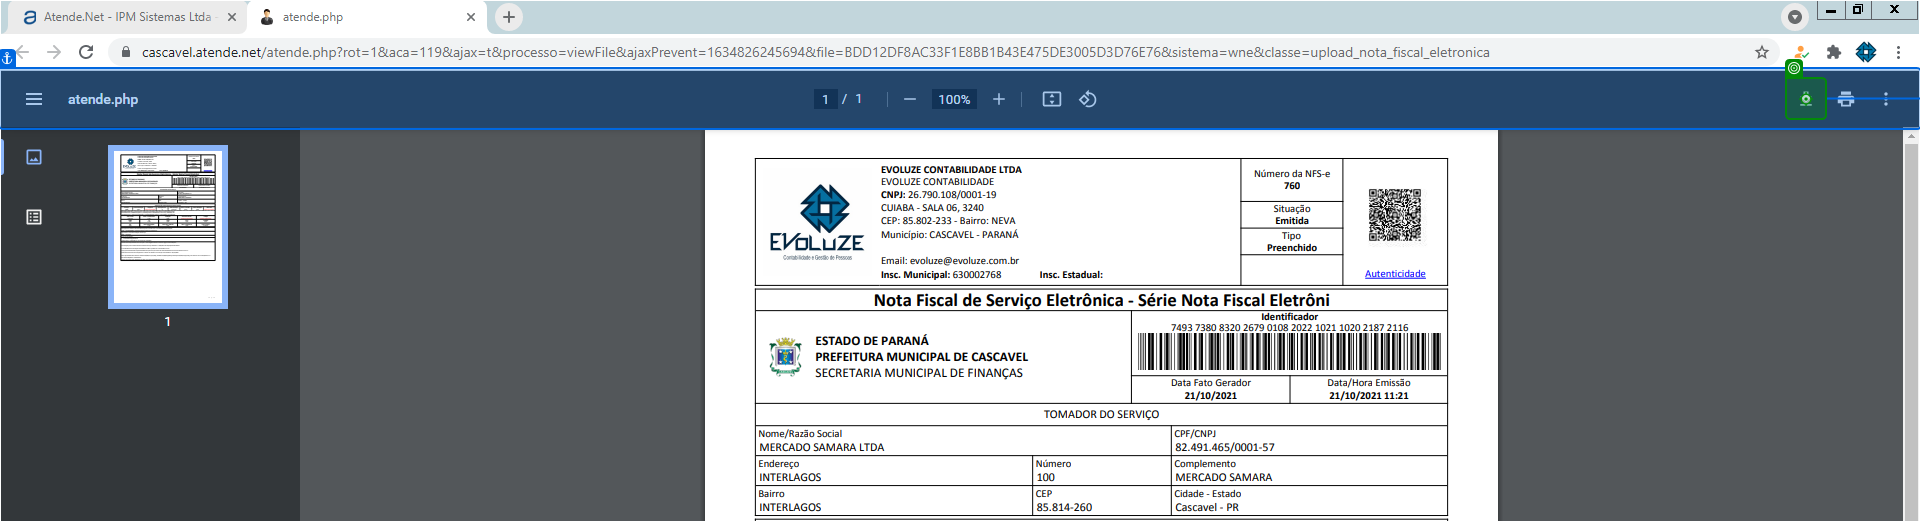 Atende.Net - IPM Sistemas Ltda
atende.php
cascavel.atende.net/atende.php?rot=1&aca=119&ajax=t&processo=viewFile&ajaxPrevent=1634826245694&file=BDD12DF8AC33F1E8BB1B43E475DE3005D3D76E76&sistema=wne&classe=upload_nota_fiscal_eletronica
atende.php
1 / 1
100%
1
EVOLUZE
Contabilidade e Gestão de Pessoas
EVOLUZE CONTABILIDADE LTDA
EVOLUZE CONTABILIDADE
CNPJ: 26.790.108/0001-19
CUIABA - SALA 06, 3240
CEP: 85.802-233 - Bairro: NEVA
Município: CASCAVEL - PARANÁ
Email: evoluze@evoluze.com.br
Insc. Municipal: 630002768 Insc. Estadual:
Número da NFS-e
760
Situação
Emitida
Tipo
Preenchido
Autenticidade
Nota Fiscal de Serviço Eletrônica - Série Nota Fiscal Eletrôni
ESTADO DE PARANÁ
PREFEITURA MUNICIPAL DE CASCAVEL
SECRETARIA MUNICIPAL DE FINANÇAS
Identificador
7493 7380 8320 2679 0108 2022 1021 1020 2187 2116
Data Fato Gerador
21/10/2021
Data/Hora Emissão
21/10/2021 11:21
TOMADOR DO SERVIÇO
Nome/Razão Social
MERCADO SAMARA LTDA
CPF/CNPJ
82.491.465/0001-57
Endereço
INTERLAGOS
Número
100
Complemento
MERCADO SAMARA
Bairro
INTERLAGOS
CEP
85.814-260
Cidade - Estado
Cascavel - PR